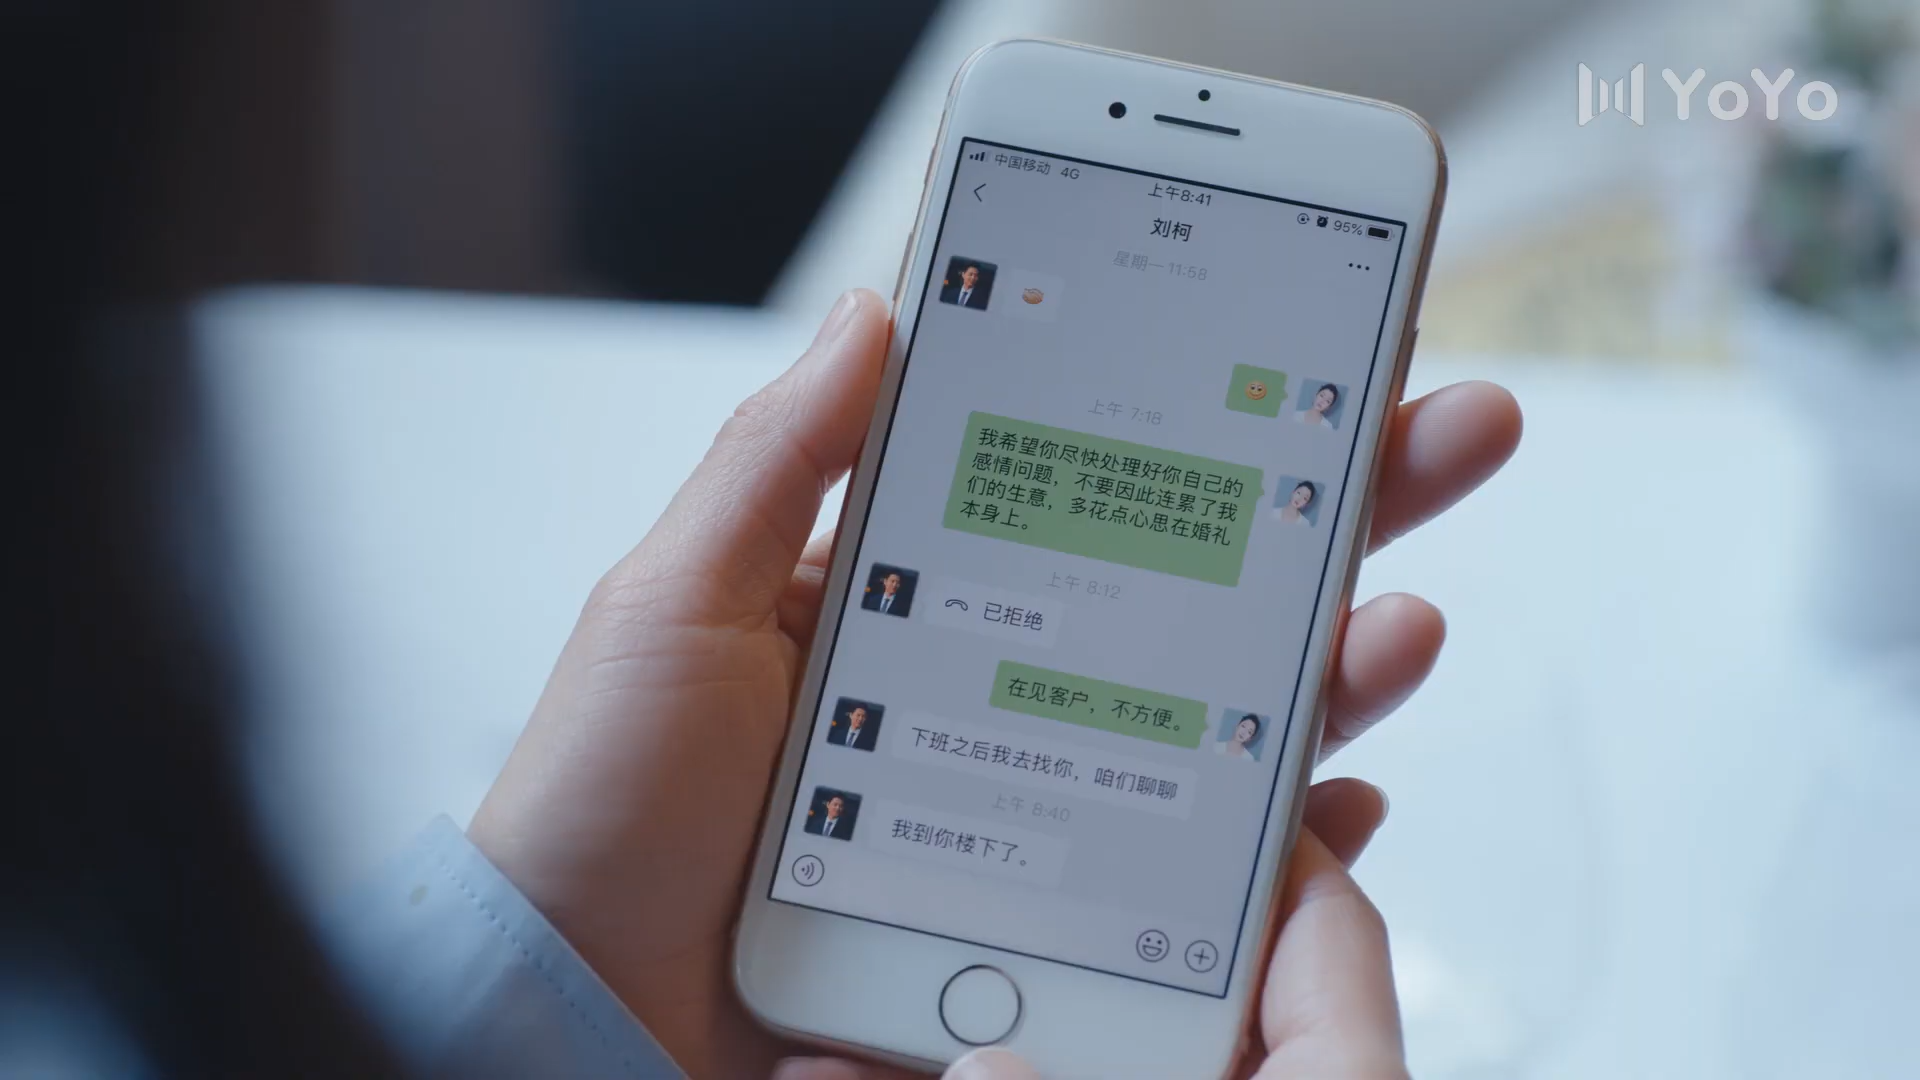 YoYo
中国移动 4G
上午8:41
95%
刘柯
星期一 11:58
上午 7:18
我希望你尽快处理好你自己的
感情问题，不要因此连累了我
们的生意，多花点心思在婚礼
本身上。
上午 8:12
已拒绝
在见客户，不方便。
下班之后我去找你，咱们聊聊
上午 8:40
我到你楼下了。